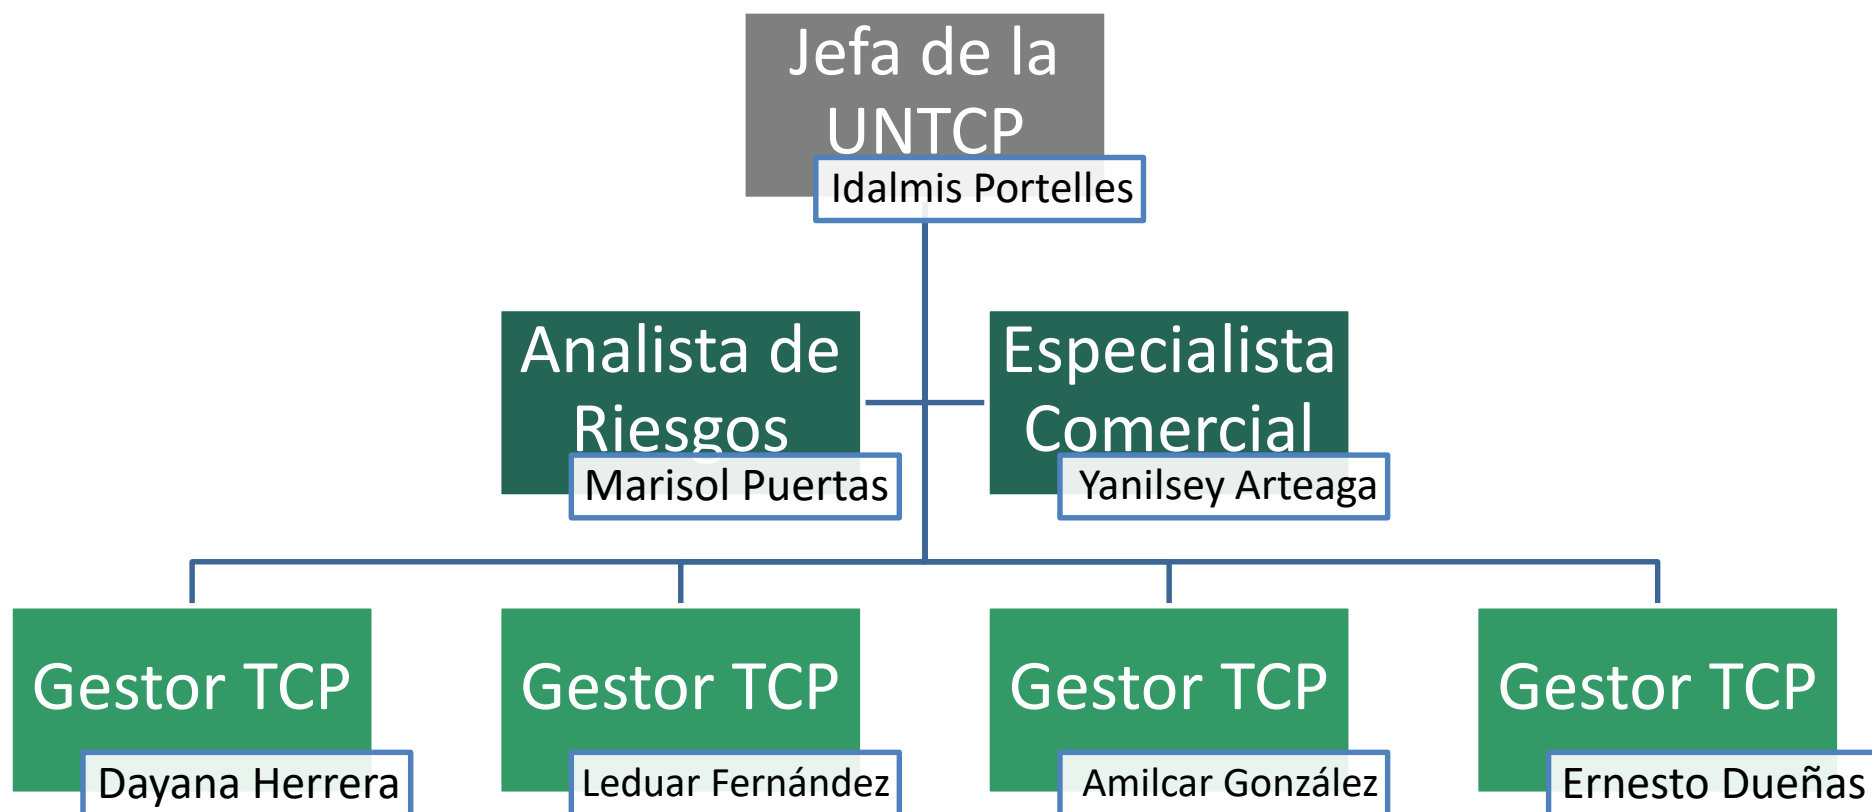 Jefa de la
UNTCP
Idalmis Portelles
Analista de
Riesgos
Marisol Puertas
Especialista
Comercial
Yanilsey Arteaga
Gestor TCP
Dayana Herrera
Gestor TCP
Leduar Fernández
Gestor TCP
Amilcar González
Gestor TCP
Ernesto Dueñas